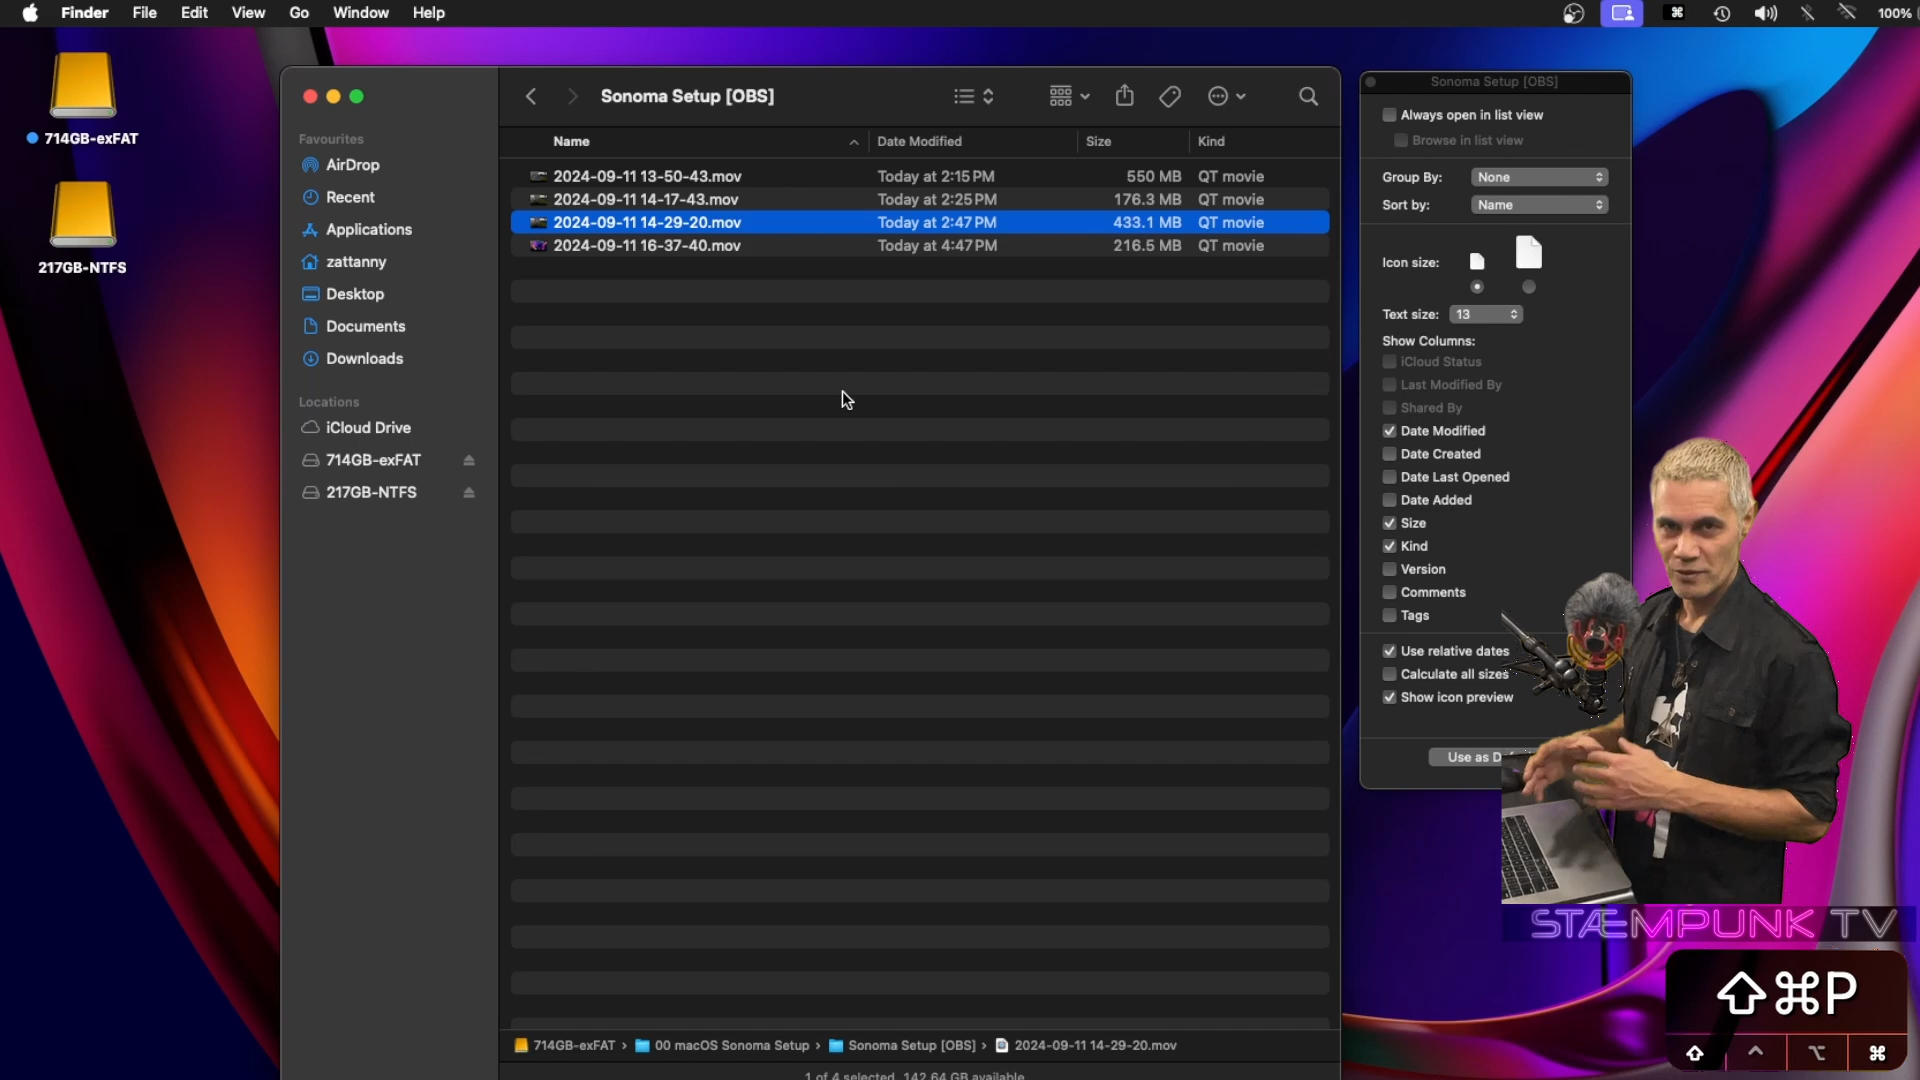 Finder File Edit View Go Window Help
100%
714GB-exFAT
217GB-NTFS
Favourites
AirDrop
Recent
Applications
zattanny
Desktop
Documents
Downloads
Locations
iCloud Drive
714GB-exFAT
217GB-NTFS
Sonoma Setup [OBS]
Name Date Modified Size Kind
2024-09-11 13-50-43.mov Today at 2:15 PM 550 MB QT movie
2024-09-11 14-17-43.mov Today at 2:25 PM 176.3 MB QT movie
2024-09-11 14-29-20.mov Today at 2:47 PM 433.1 MB QT movie
2024-09-11 16-37-40.mov Today at 4:47 PM 216.5 MB QT movie
714GB-exFAT › 00 macOS Sonoma Setup › Sonoma Setup [OBS] › 2024-09-11 14-29-20.mov
1 of 4 selected, 142.64 GB available
Sonoma Setup [OBS]
Always open in list view
Browse in list view
Group By: None
Sort by: Name
Icon size:
Text size: 13
Show Columns:
iCloud Status
Last Modified By
Shared By
Date Modified
Date Created
Date Last Opened
Date Added
Size
Kind
Version
Comments
Tags
Use relative dates
Calculate all sizes
Show icon preview
Use as
STÆMPUNK TV
⇧⌘P
⇧ ^ ⌥ ⌘